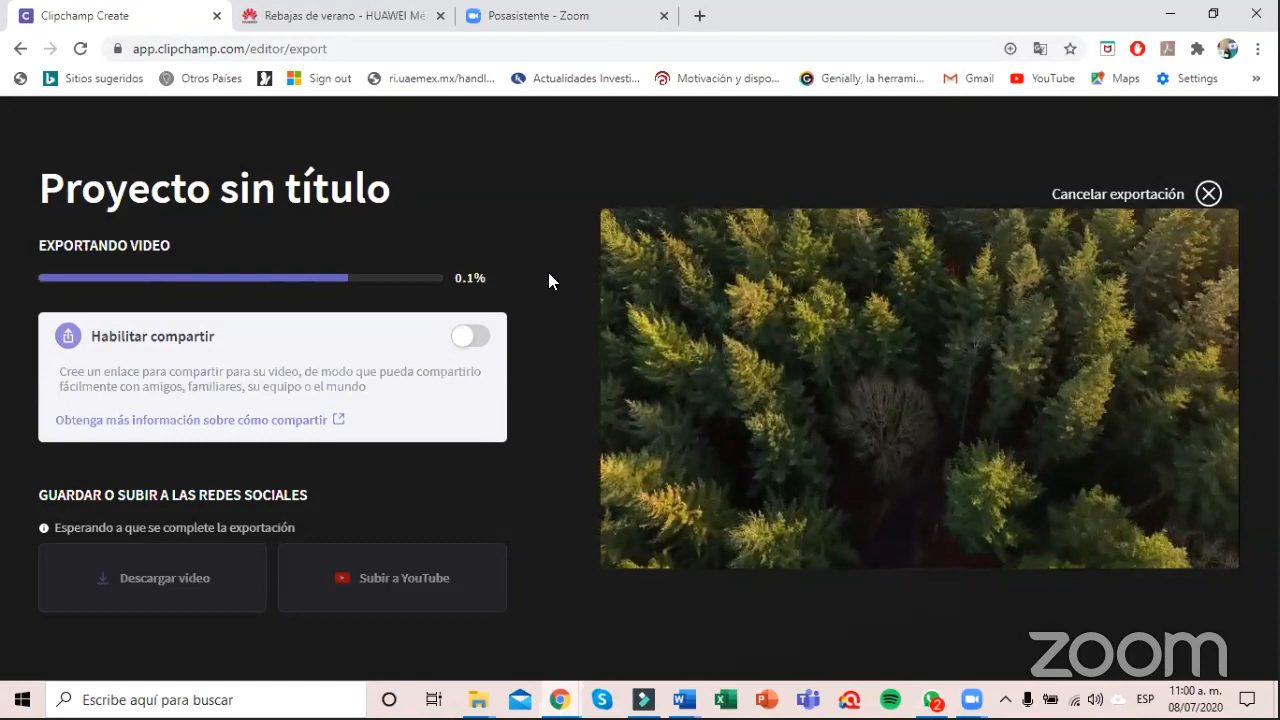 Clipchamp Create
Rebajas de verano - HUAWEI Mé
Posasistente - Zoom
app.clipchamp.com/editor/export
Sitios sugeridos
Otros Países
Sign out
ri.uaemex.mx/handl...
Actualidades Investi...
Motivación y dispo...
Genially, la herrami...
Gmail
YouTube
Maps
Settings
»
Proyecto sin título
Cancelar exportación
EXPORTANDO VIDEO
0.1%
Habilitar compartir
Cree un enlace para compartir para su video, de modo que pueda compartirlo
fácilmente con amigos, familiares, su equipo o el mundo
Obtenga más información sobre cómo compartir
GUARDAR O SUBIR A LAS REDES SOCIALES
Esperando a que se complete la exportación
Descargar video
Subir a YouTube
zoom
Escribe aquí para buscar
2
ESP
11:00 a. m.
08/07/2020